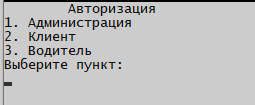 Авторизация
1. Администрация
2. Клиент
3. Водитель
Выберите пункт: